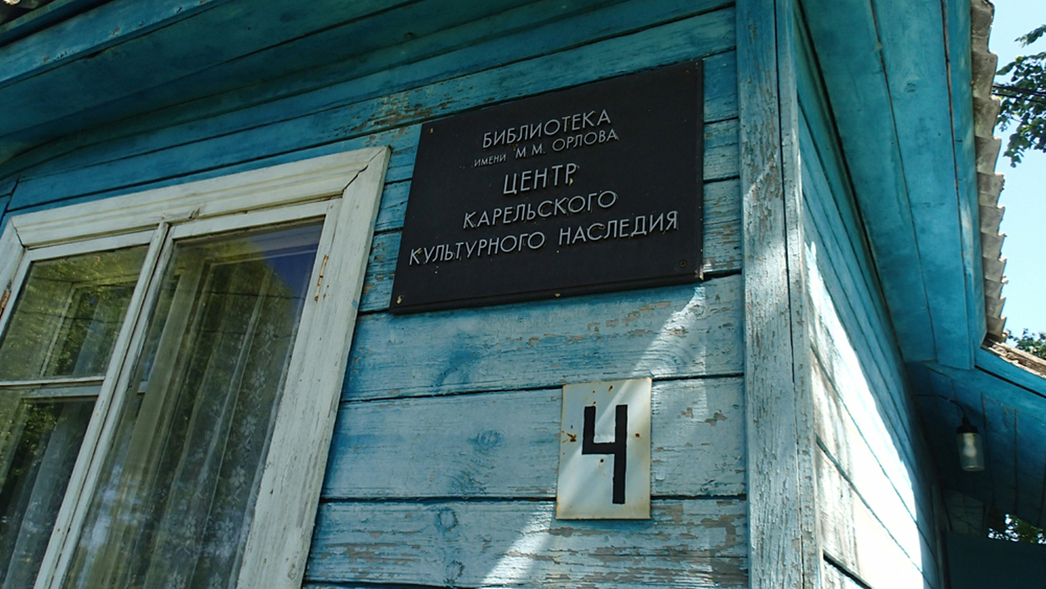 БИБЛИОТЕКА
ИМЕНИ М.М. ОРЛОВА
ЦЕНТР
КАРЕЛЬСКОГО
КУЛЬТУРНОГО НАСЛЕДИЯ
4